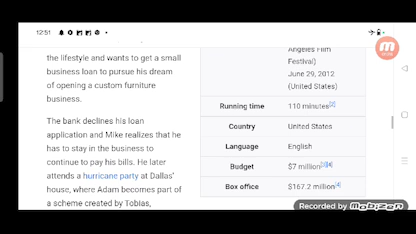 12:51
the lifestyle and wants to get a small
business loan to pursue his dream
of opening a custom furniture
business.
The bank declines his loan
application and Mike realizes that he
has to stay in the business to
continue to pay his bills. He later
attends a hurricane party at Dallas'
house, where Adam becomes part of
a scheme created by Tobias,
Angeles Film
Festival)
June 29, 2012
(United States)
Running time 110 minutes[2]
Country United States
Language English
Budget $7 million[3][4]
Box office $167.2 million[4]
Recorded by Mobizen